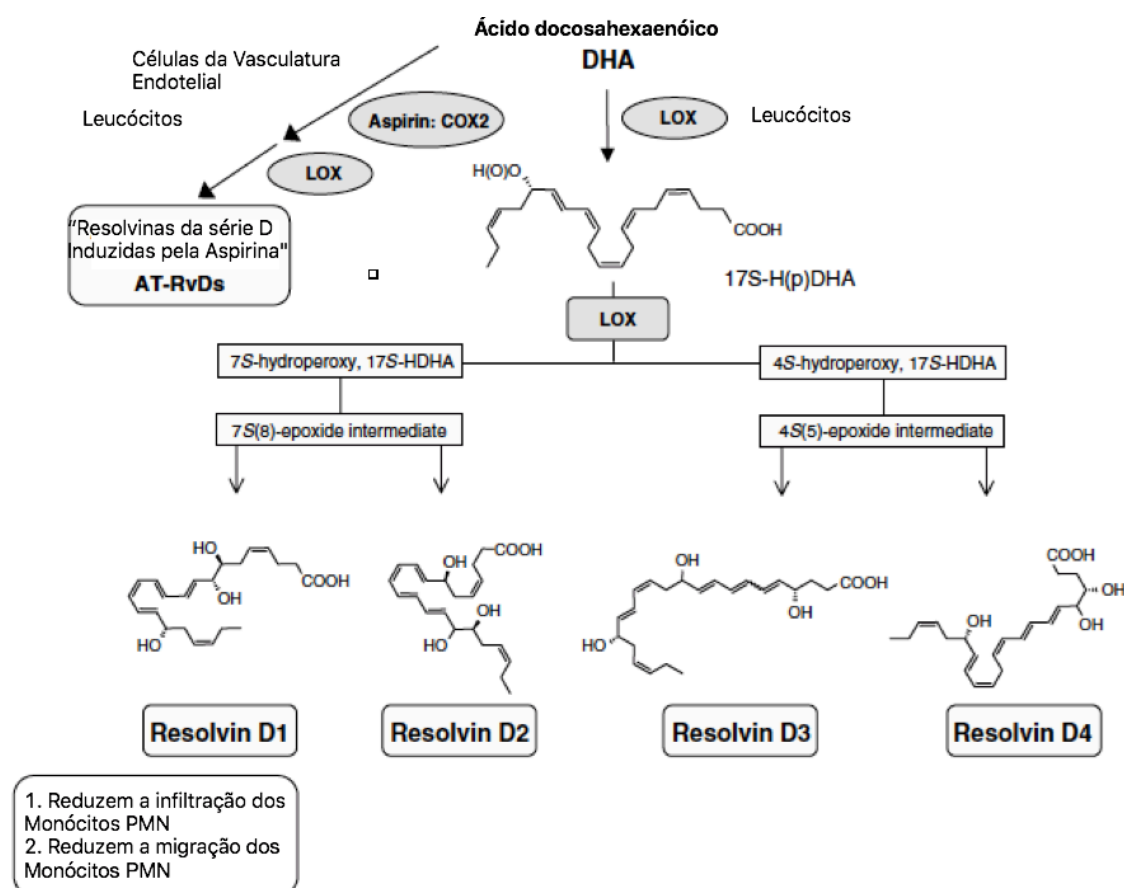 Ácido docosahexaenóico
DHA
Células da Vasculatura
Endotelial
Leucócitos
Aspirin: COX2
LOX
LOX
Leucócitos
"Resolvinas da série D
Induzidas pela Aspirina"
AT-RvDs
H(O)O
COOH
17S-H(p)DHA
LOX
7S-hydroperoxy, 17S-HDHA
4S-hydroperoxy, 17S-HDHA
7S(8)-epoxide intermediate
4S(5)-epoxide intermediate
HO
COOH
OH
HO
OH
COOH
OH
HO
OH
COOH
OH
HO
COOH
OH
OH
OH
Resolvin D1
Resolvin D2
Resolvin D3
Resolvin D4
1. Reduzem a infiltração dos
Monócitos PMN
2. Reduzem a migração dos
Monócitos PMN